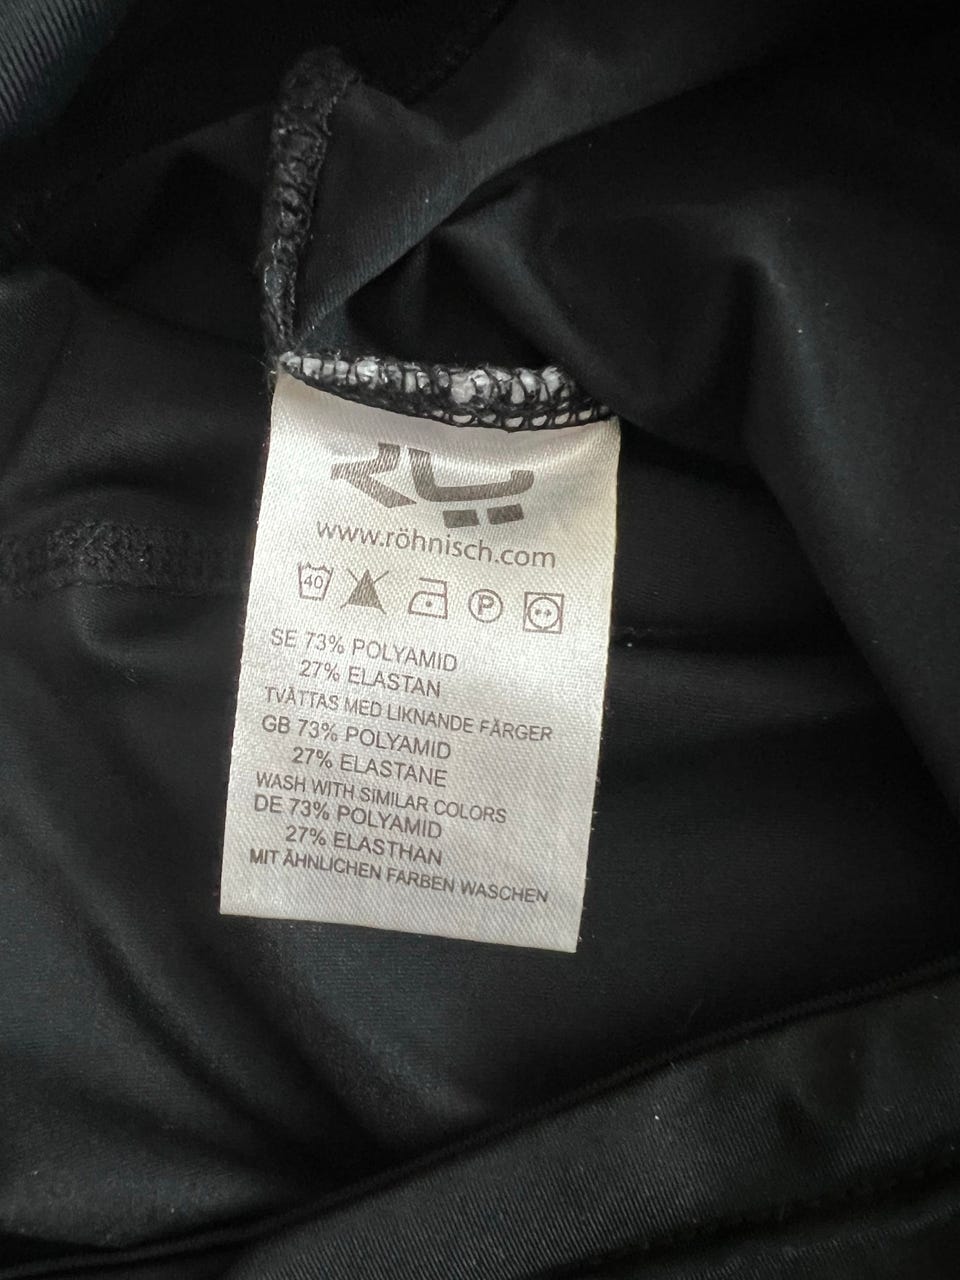 www.röhnisch.com
40 P
SE 73% POLYAMID
27% ELASTAN
TVÄTTAS MED LIKNANDE FÄRGER
GB 73% POLYAMID
27% ELASTANE
WASH WITH SIMILAR COLORS
DE 73% POLYAMID
27% ELASTHAN
MIT ÄHNLICHEN FARBEN WASCHEN